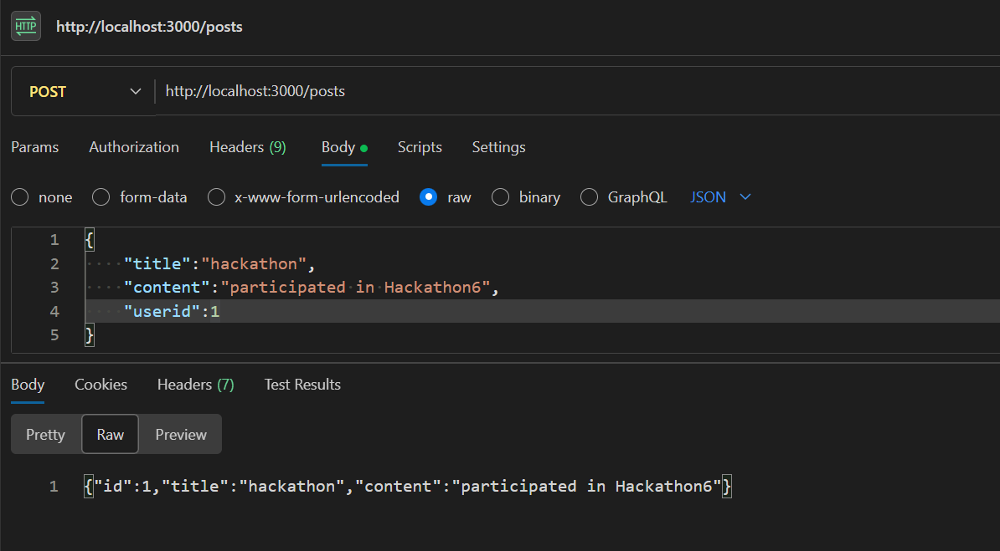 HTTP http://localhost:3000/posts
POST http://localhost:3000/posts
Params Authorization Headers (9) Body Scripts Settings
none form-data x-www-form-urlencoded raw binary GraphQL JSON
1 {
2 "title":"hackathon",
3 "content":"participated in Hackathon6",
4 "userid":1
5 }
Body Cookies Headers (7) Test Results
Pretty Raw Preview
1 {"id":1,"title":"hackathon","content":"participated in Hackathon6"}